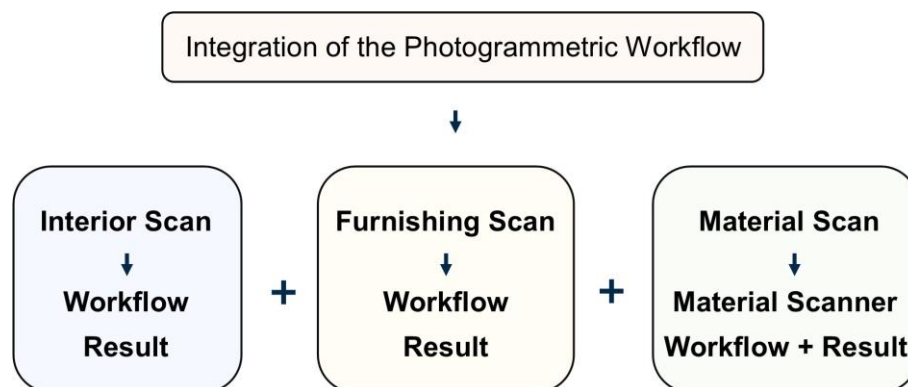 Integration of the Photogrammetric Workflow
Interior Scan
Workflow
Result
+
Furnishing Scan
Workflow
Result
+
Material Scan
Material Scanner
Workflow + Result